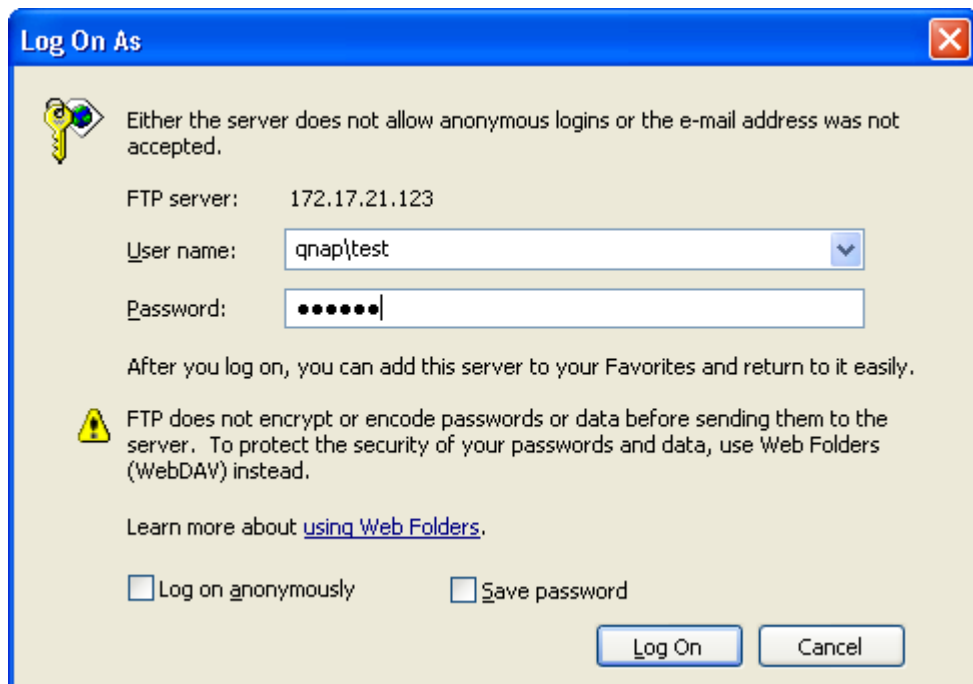 Log On As
Either the server does not allow anonymous logins or the e-mail address was not
accepted.
FTP server: 172.17.21.123
User name: qnap\test
Password: ●●●●●●
After you log on, you can add this server to your Favorites and return to it easily.
FTP does not encrypt or encode passwords or data before sending them to the
server. To protect the security of your passwords and data, use Web Folders
(WebDAV) instead.
Learn more about using Web Folders.
Log on anonymously Save password
Log On Cancel